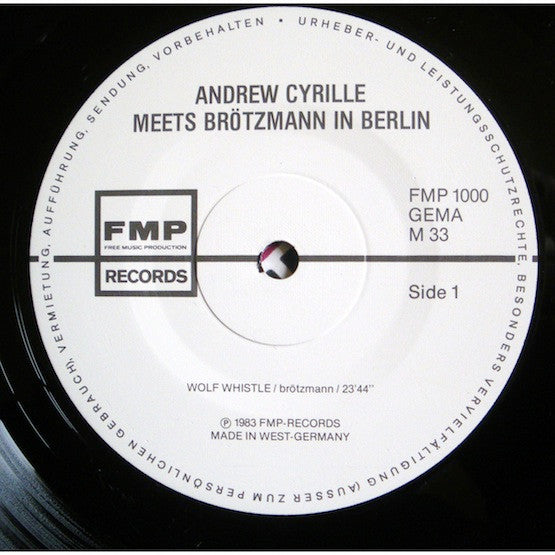 URHEBER- UND LEISTUNGSSCHUTZRECHTE, BESONDERS VERVIELFÄLTIGUNG (AUSSER ZUM PERSÖNLICHEN GEBRAUCH), VERMIETUNG, AUFFÜHRUNG, SENDUNG, VORBEHALTEN •
ANDREW CYRILLE
MEETS BRÖTZMANN IN BERLIN
FMP
FREE MUSIC PRODUCTION
RECORDS
FMP 1000
GEMA
M 33
Side 1
WOLF WHISTLE / brötzmann / 23'44"
℗ 1983 FMP-RECORDS
MADE IN WEST-GERMANY